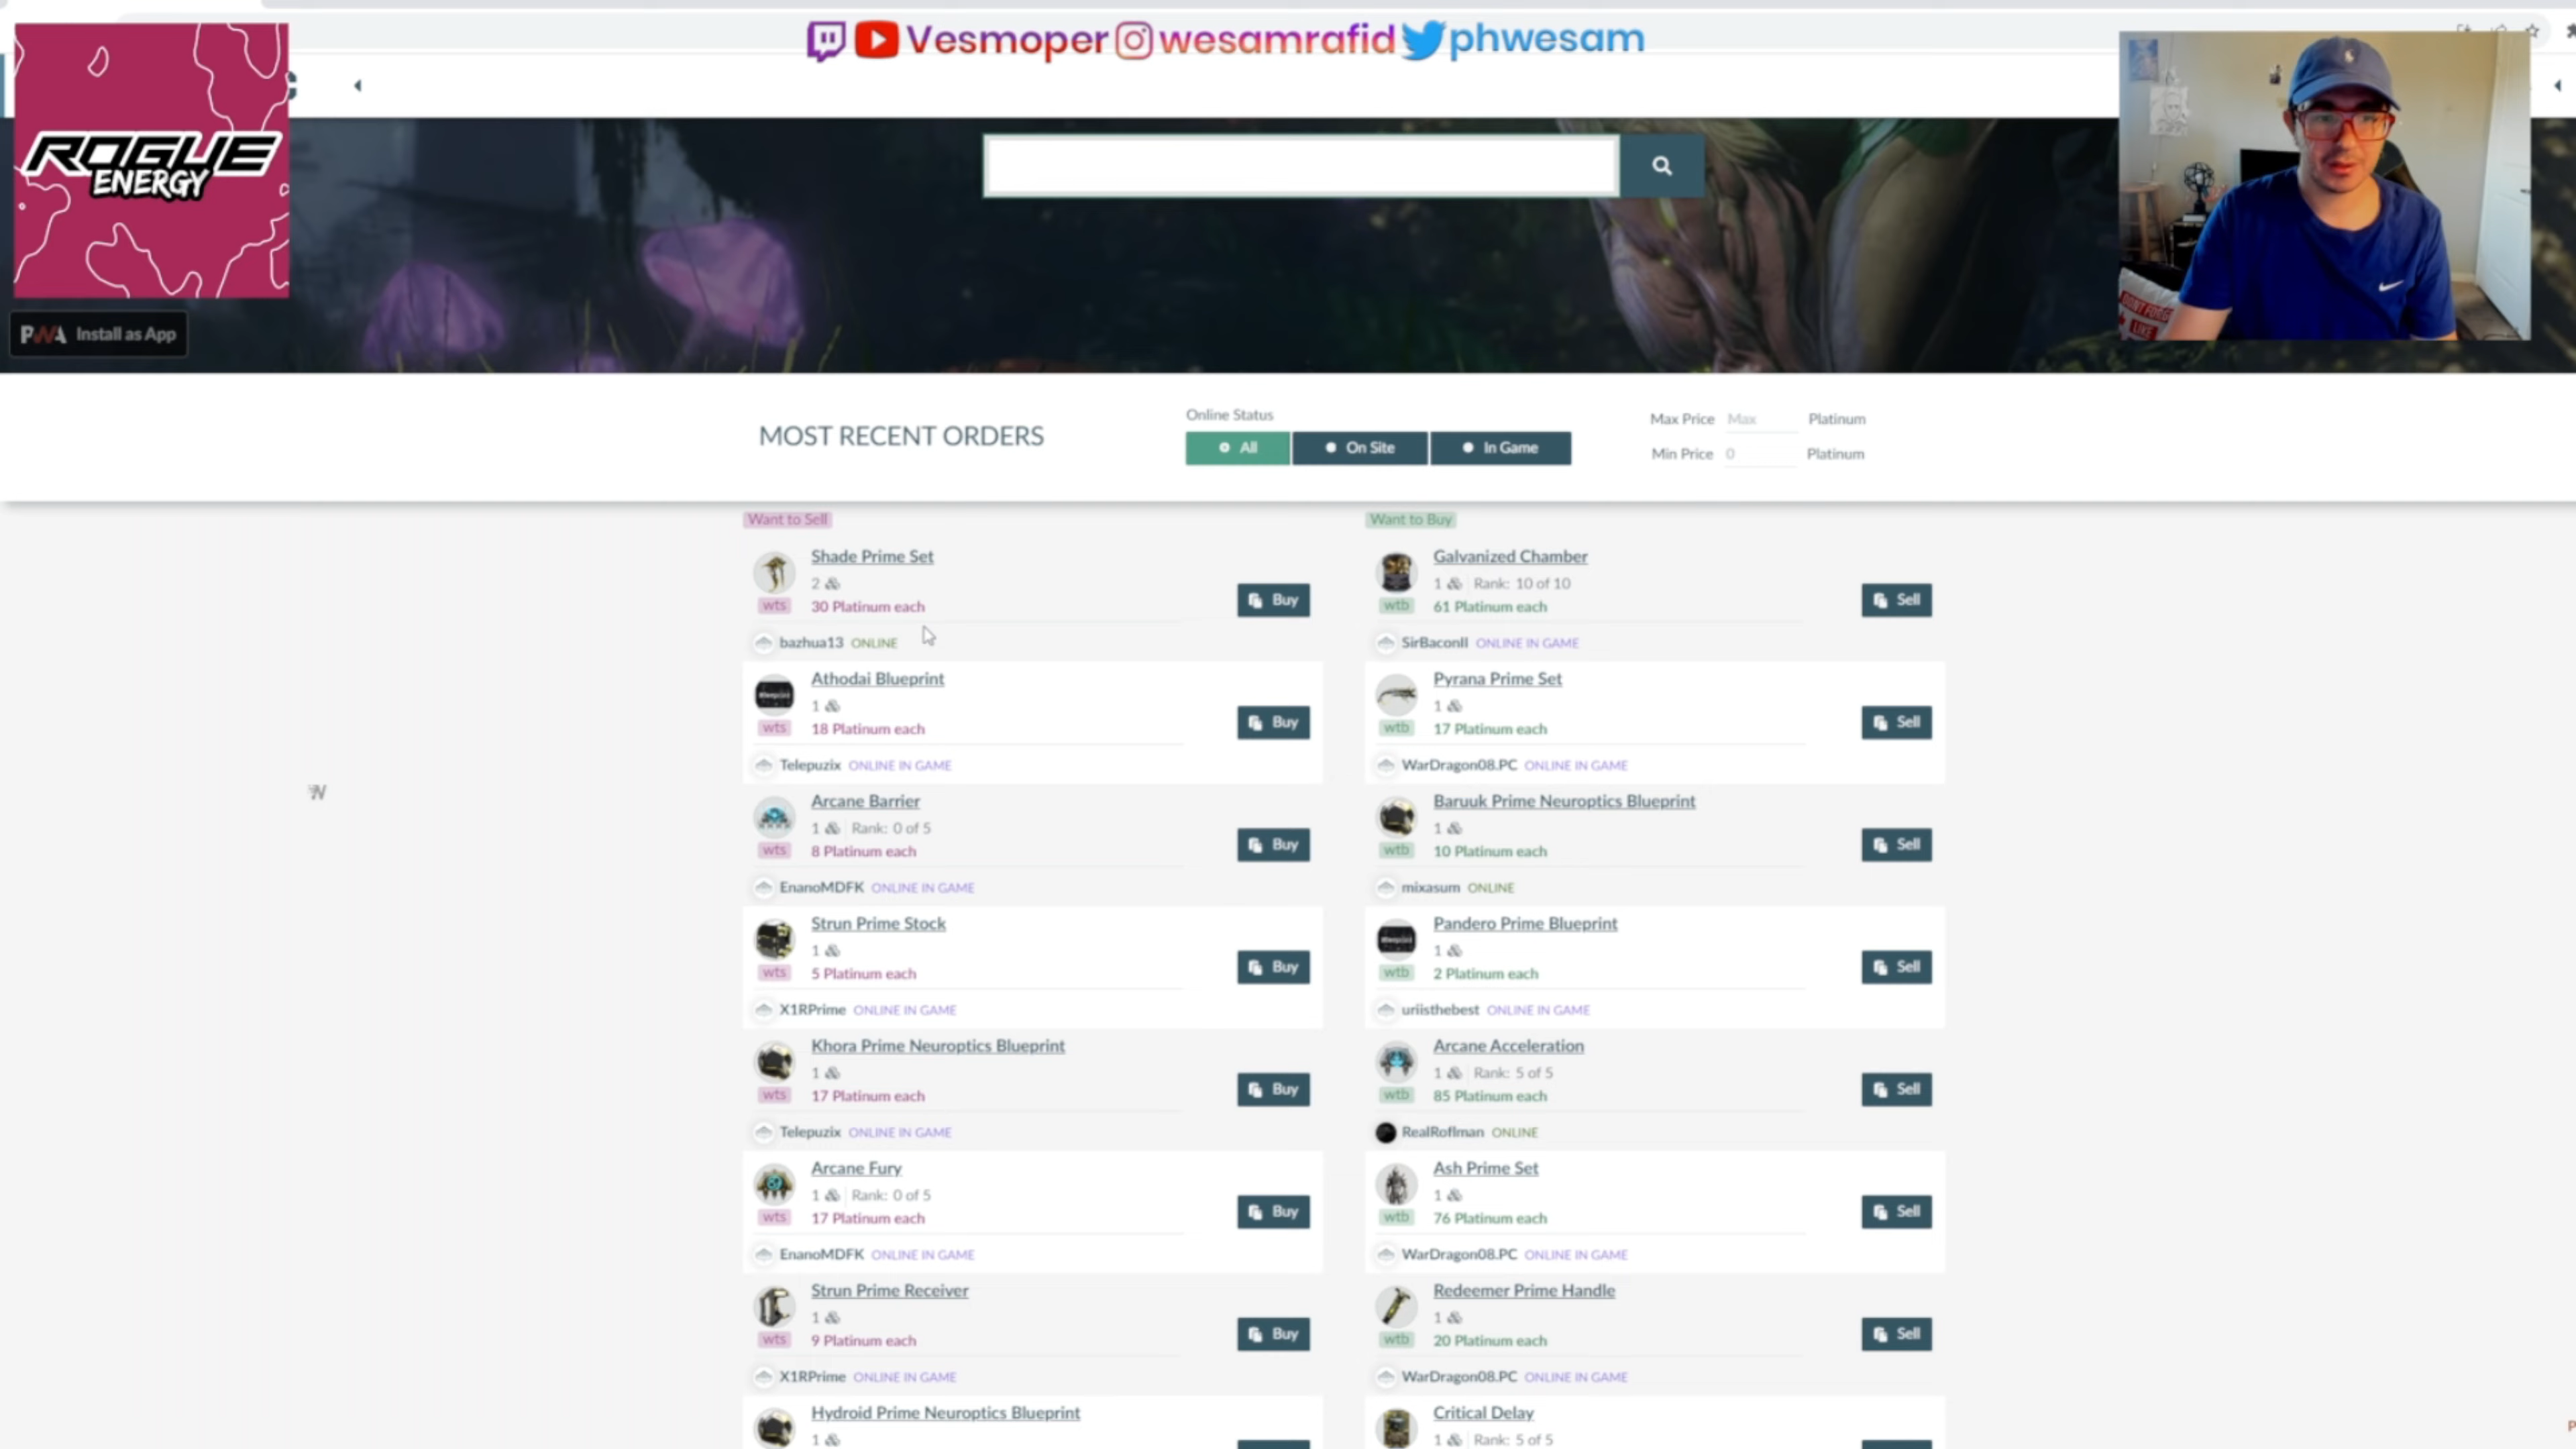 Vesmoper wesamrafid phwesam
ROGUE
ENERGY
PWA Install as App
MOST RECENT ORDERS
Online Status
All On Site In Game
Max Price Max Platinum
Min Price 0 Platinum
Want to Sell
Shade Prime Set
2
wts 30 Platinum each
Buy
bazhua13 ONLINE
Athodai Blueprint
1
wts 18 Platinum each
Buy
Telepuzix ONLINE IN GAME
Arcane Barrier
1 Rank: 0 of 5
wts 8 Platinum each
Buy
EnanoMDFK ONLINE IN GAME
Strun Prime Stock
1
wts 5 Platinum each
Buy
X1RPrime ONLINE IN GAME
Khora Prime Neuroptics Blueprint
1
wts 17 Platinum each
Buy
Telepuzix ONLINE IN GAME
Arcane Fury
1 Rank: 0 of 5
wts 17 Platinum each
Buy
EnanoMDFK ONLINE IN GAME
Strun Prime Receiver
1
wts 9 Platinum each
Buy
X1RPrime ONLINE IN GAME
Hydroid Prime Neuroptics Blueprint
1
Want to Buy
Galvanized Chamber
1 Rank: 10 of 10
wtb 61 Platinum each
Sell
SirBaconII ONLINE IN GAME
Pyrana Prime Set
1
wtb 17 Platinum each
Sell
WarDragon08.PC ONLINE IN GAME
Baruuk Prime Neuroptics Blueprint
1
wtb 10 Platinum each
Sell
mixasum ONLINE
Pandero Prime Blueprint
1
wtb 2 Platinum each
Sell
uriisthebest ONLINE IN GAME
Arcane Acceleration
1 Rank: 5 of 5
wtb 85 Platinum each
Sell
RealRoflman ONLINE
Ash Prime Set
1
wtb 76 Platinum each
Sell
WarDragon08.PC ONLINE IN GAME
Redeemer Prime Handle
1
wtb 20 Platinum each
Sell
WarDragon08.PC ONLINE IN GAME
Critical Delay
1 Rank: 5 of 5